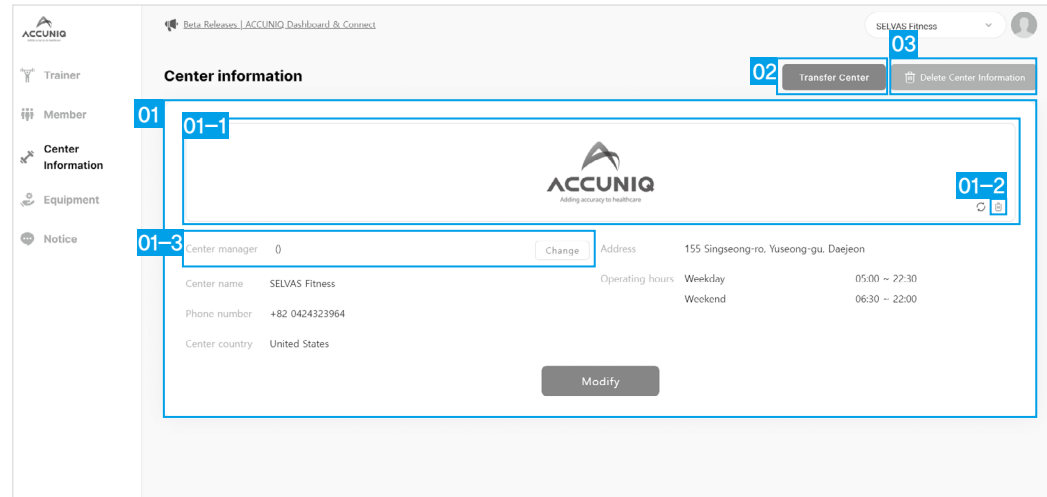 ACCUNIQ
Beta Releases | ACCUNIQ Dashboard & Connect
SELVAS Fitness
03
Trainer
Center information
02
Transfer Center
Delete Center Information
Member
01
01-1
Center
Information
ACCUNIQ
Adding accuracy to healthcare
01-2
Equipment
Notice
01-3
Center manager () Change
Address 155 Singseong-ro, Yuseong-gu, Daejeon
Center name SELVAS Fitness
Operating hours Weekday 05:00 ~ 22:30
Weekend 06:30 ~ 22:00
Phone number +82 0424323964
Center country United States
Modify